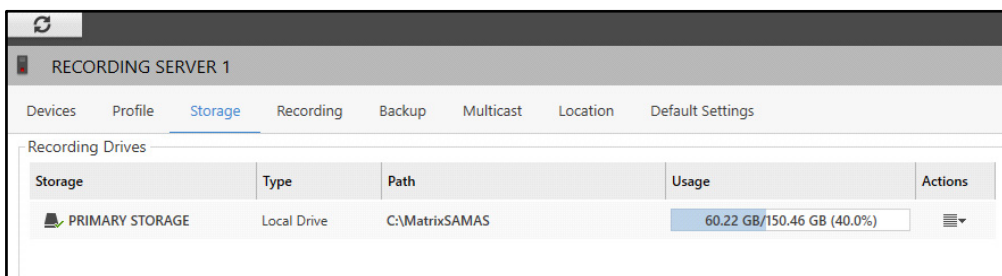 RECORDING SERVER 1
Devices Profile Storage Recording Backup Multicast Location Default Settings
Recording Drives
Storage Type Path Usage Actions
PRIMARY STORAGE Local Drive C:\MatrixSAMAS 60.22 GB/150.46 GB (40.0%)